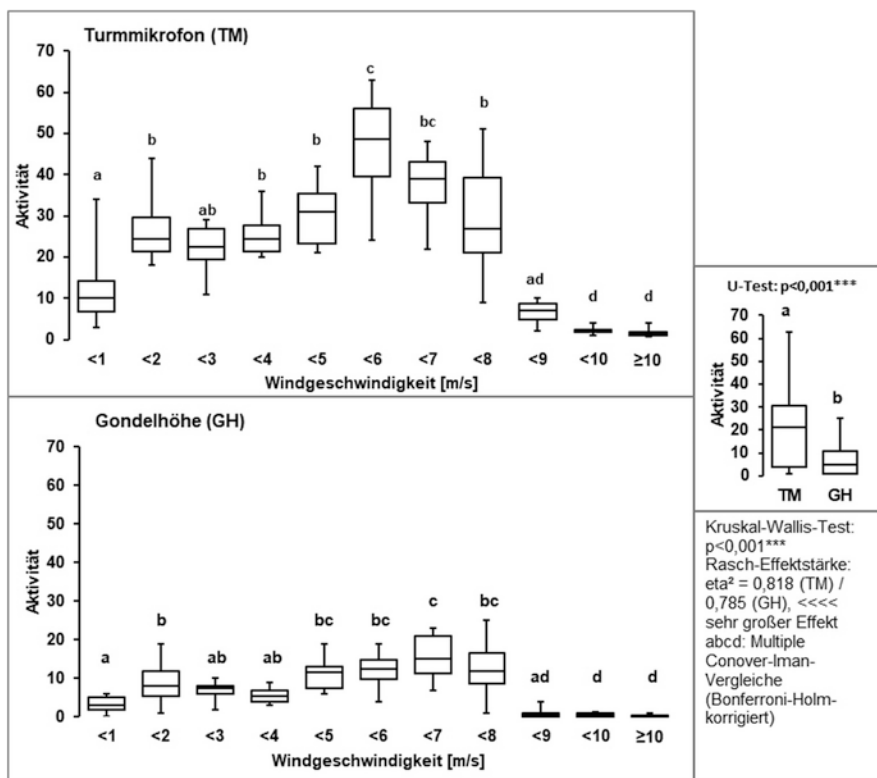 Turmmikrofon (TM)
70
60
50
40
30
20
10
0
Aktivität
a
b
ab
b
b
c
bc
b
ad
d
d
<1 <2 <3 <4 <5 <6 <7 <8 <9 <10 ≥10
Windgeschwindigkeit [m/s]
Gondelhöhe (GH)
70
60
50
40
30
20
10
0
Aktivität
a
b
ab
ab
bc
bc
c
bc
ad
d
d
<1 <2 <3 <4 <5 <6 <7 <8 <9 <10 ≥10
Windgeschwindigkeit [m/s]
U-Test: p<0,001***
a
b
70
60
50
40
30
20
10
0
Aktivität
TM GH
Kruskal-Wallis-Test:
p<0,001***
Rasch-Effektstärke:
eta² = 0,818 (TM) /
0,785 (GH), <<<<
sehr großer Effekt
abcd: Multiple
Conover-Iman-
Vergleiche
(Bonferroni-Holm-
korrigiert)